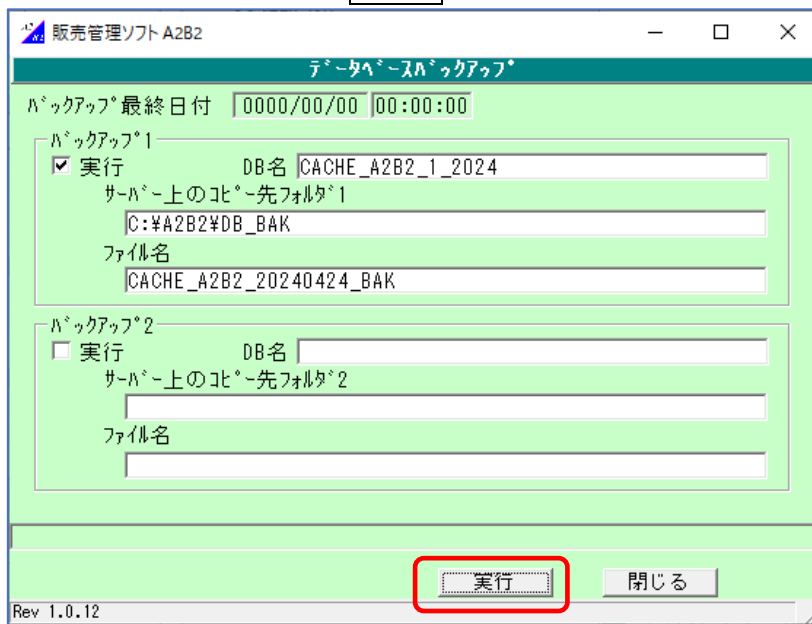 販売管理ソフト A2B2
ﾃﾞｰﾀﾍﾞｰｽﾊﾞｯｸｱｯﾌﾟ
ﾊﾞｯｸｱｯﾌﾟ最終日付 0000/00/00 00:00:00
ﾊﾞｯｸｱｯﾌﾟ1
実行 DB名 CACHE_A2B2_1_2024
ｻｰﾊﾞｰ上のｺﾋﾟｰ先ﾌｫﾙﾀﾞ1
C:¥A2B2¥DB_BAK
ﾌｧｲﾙ名
CACHE_A2B2_20240424_BAK
ﾊﾞｯｸｱｯﾌﾟ2
実行 DB名
ｻｰﾊﾞｰ上のｺﾋﾟｰ先ﾌｫﾙﾀﾞ2
ﾌｧｲﾙ名
実行 閉じる
Rev 1.0.12